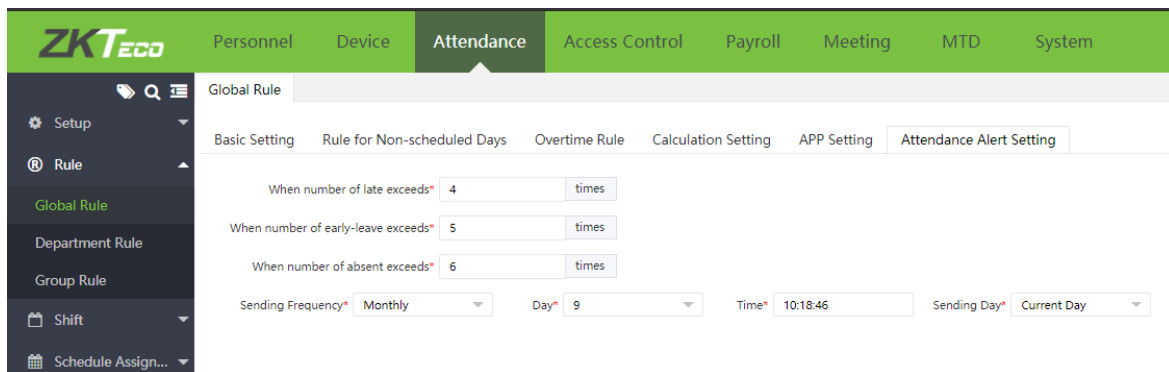 ZKTECO Personnel Device Attendance Access Control Payroll Meeting MTD System
Global Rule
Setup
Basic Setting Rule for Non-scheduled Days Overtime Rule Calculation Setting APP Setting Attendance Alert Setting
® Rule
When number of late exceeds* 4 times
Global Rule
When number of early-leave exceeds* 5 times
Department Rule
When number of absent exceeds* 6 times
Group Rule
Sending Frequency* Monthly Day* 9 Time* 10:18:46 Sending Day* Current Day
Shift
Schedule Assign...